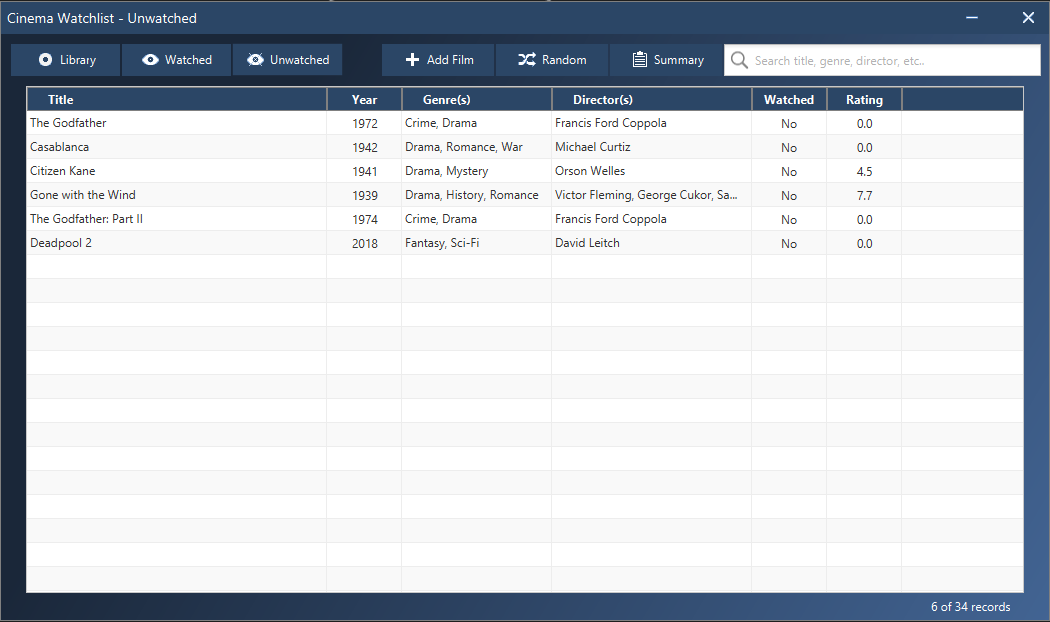 Cinema Watchlist - Unwatched
Library Watched Unwatched Add Film Random Summary Search title, genre, director, etc..
Title Year Genre(s) Director(s) Watched Rating
The Godfather 1972 Crime, Drama Francis Ford Coppola No 0.0
Casablanca 1942 Drama, Romance, War Michael Curtiz No 0.0
Citizen Kane 1941 Drama, Mystery Orson Welles No 4.5
Gone with the Wind 1939 Drama, History, Romance Victor Fleming, George Cukor, Sa... No 7.7
The Godfather: Part II 1974 Crime, Drama Francis Ford Coppola No 0.0
Deadpool 2 2018 Fantasy, Sci-Fi David Leitch No 0.0
6 of 34 records